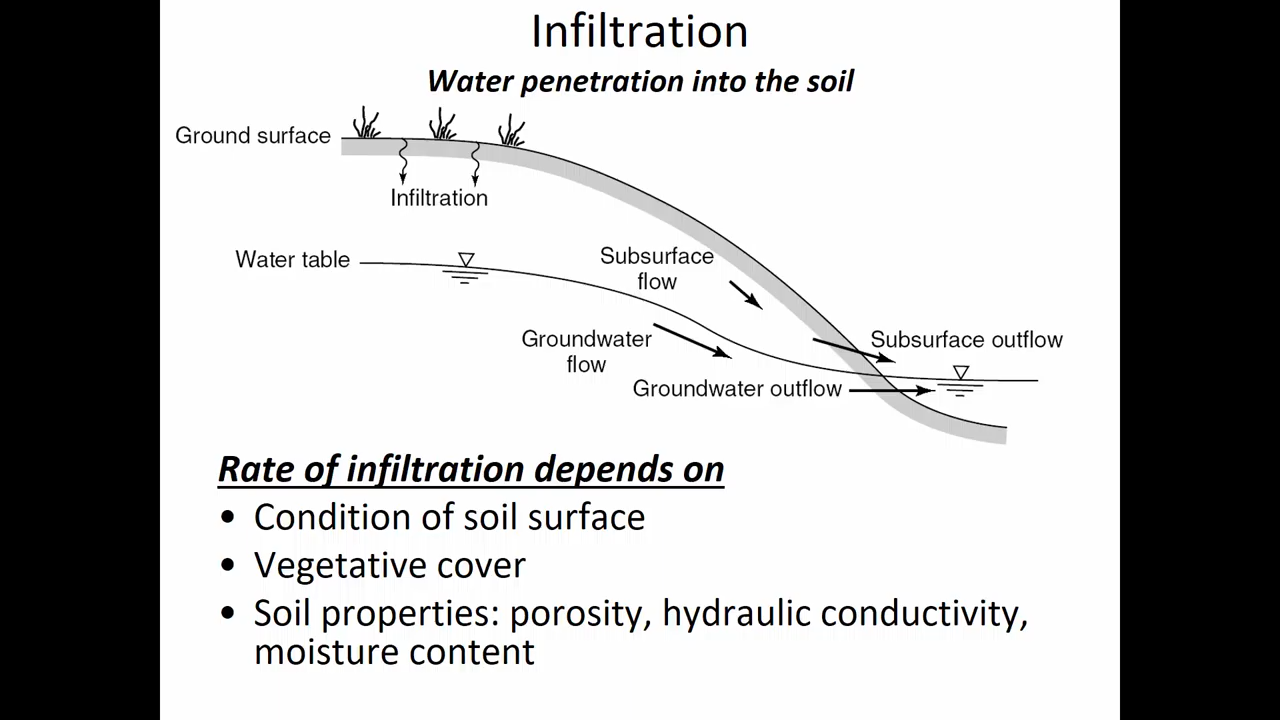 Infiltration
Water penetration into the soil
Ground surface
Infiltration
Water table
Subsurface
flow
Groundwater
flow
Subsurface outflow
Groundwater outflow
Rate of infiltration depends on
• Condition of soil surface
• Vegetative cover
• Soil properties: porosity, hydraulic conductivity,
moisture content